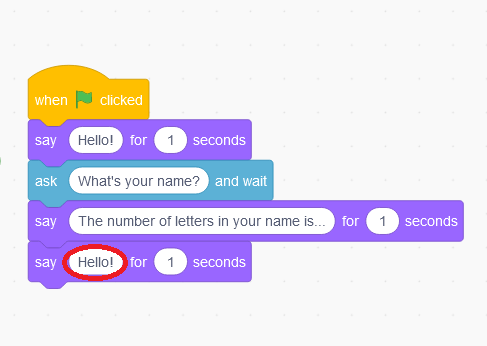 when clicked
say Hello! for 1 seconds
ask What's your name? and wait
say The number of letters in your name is... for 1 seconds
say Hello! for 1 seconds